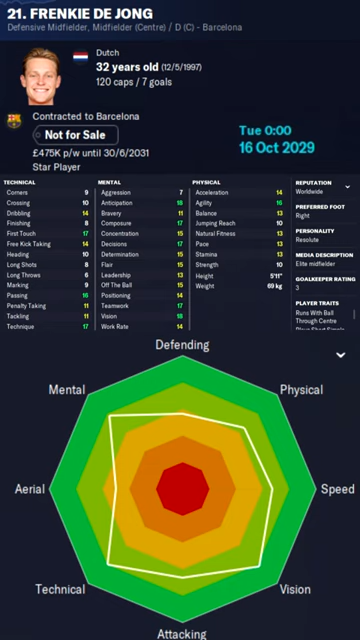 21. FRENKIE DE JONG
Defensive Midfielder, Midfielder (Centre) / D (C) - Barcelona
Dutch
32 years old (12/5/1997)
120 caps / 7 goals
Contracted to Barcelona
Not for Sale
£475K p/w until 30/6/2031
Star Player
Tue 0:00
16 Oct 2029
TECHNICAL
Corners 9
Crossing 10
Dribbling 14
Finishing 8
First Touch 17
Free Kick Taking 14
Heading 10
Long Shots 8
Long Throws 6
Marking 9
Passing 16
Penalty Taking 11
Tackling 11
Technique 17
MENTAL
Aggression 7
Anticipation 18
Bravery 11
Composure 17
Concentration 15
Decisions 17
Determination 15
Flair 15
Leadership 13
Off The Ball 15
Positioning 14
Teamwork 17
Vision 18
Work Rate 14
PHYSICAL
Acceleration 14
Agility 16
Balance 13
Jumping Reach 10
Natural Fitness 13
Pace 13
Stamina 13
Strength 10
Height 5'11"
Weight 69 kg
REPUTATION
Worldwide
PREFERRED FOOT
Right
PERSONALITY
Resolute
MEDIA DESCRIPTION
Elite midfielder
GOALKEEPER RATING
3
PLAYER TRAITS
Runs With Ball
Through Centre
Plays Short Simple
Defending
Mental
Physical
Aerial
Speed
Technical
Vision
Attacking